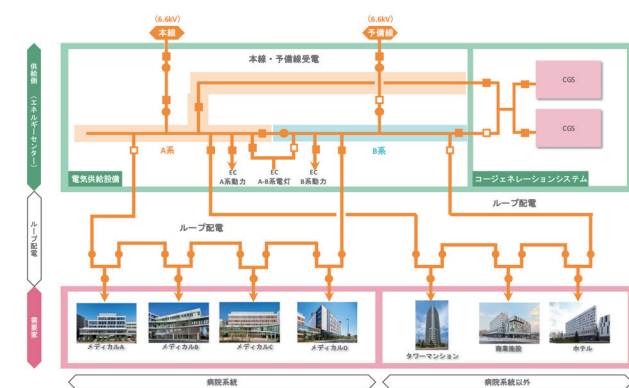 (6.6kV)
(6.6kV)
本線
予備線
供給側(エネルギーセンター)
本線・予備線受電
CGS
CGS
A系
B系
EC
A系動力
EC
A-B系電灯
EC
B系動力
電気供給設備
コージェネレーションシステム
ループ配電
ループ配電
ループ配電
需要家
メディカルA
メディカルB
メディカルC
メディカルD
タワーマンション
商業施設
ホテル
病院系統
病院系統以外